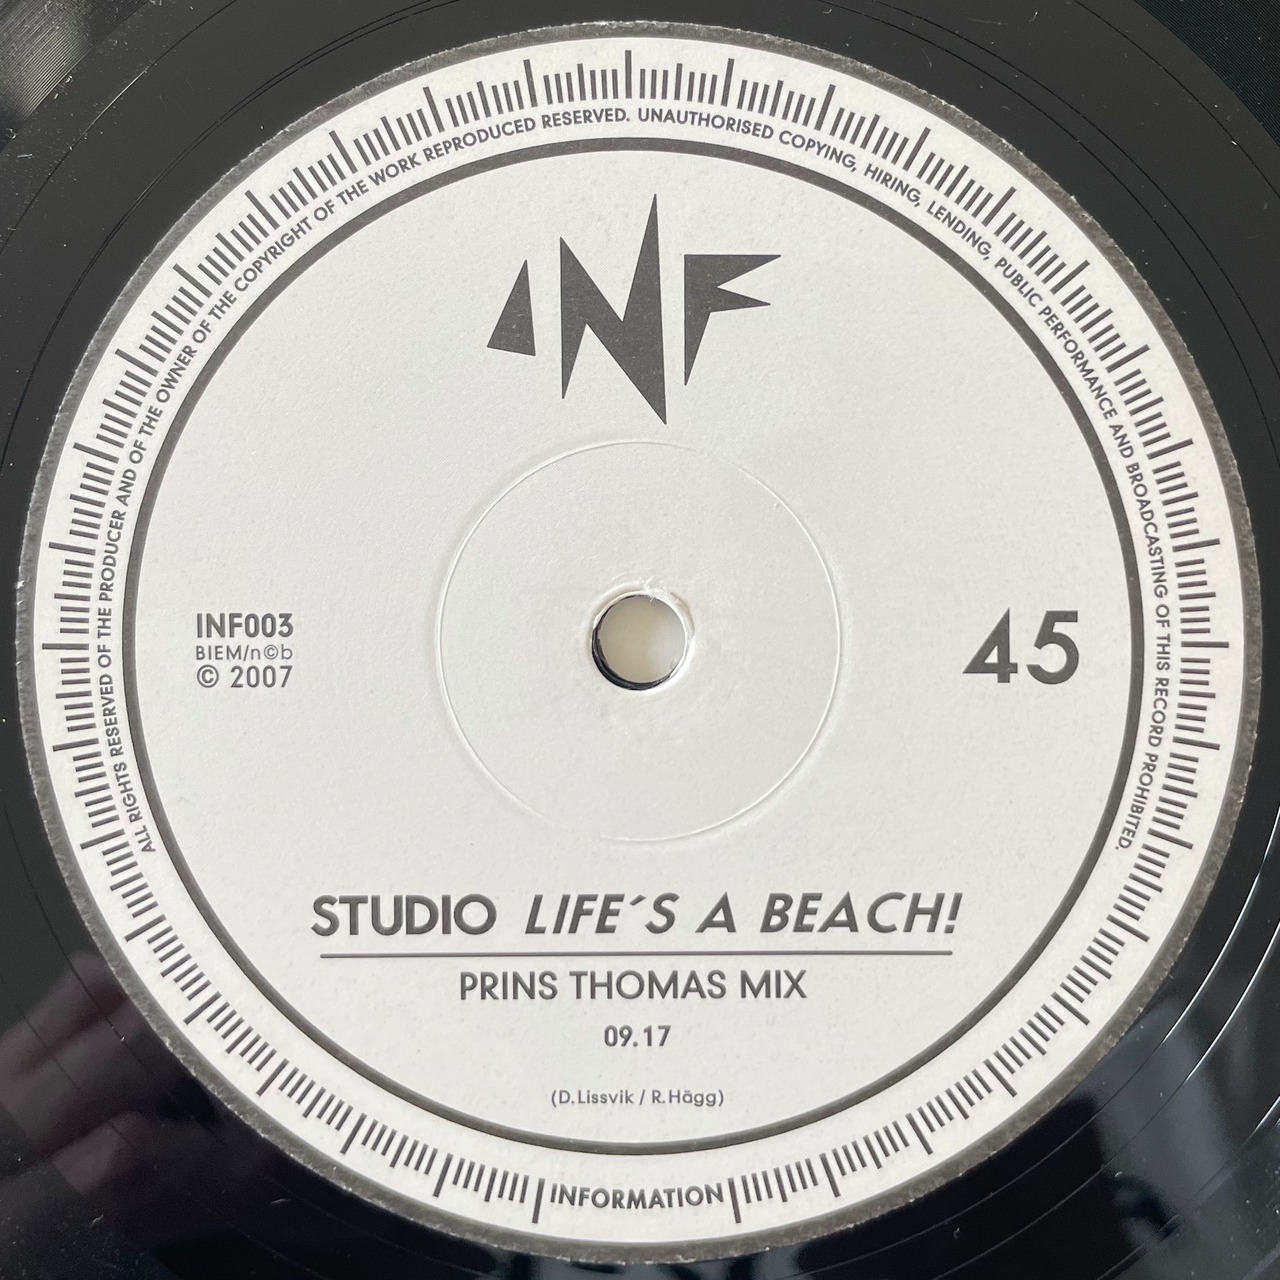 ALL RIGHTS RESERVED OF THE PRODUCER AND OF THE OWNER OF THE COPYRIGHT OF THE WORK REPRODUCED RESERVED. UNAUTHORISED COPYING, HIRING, LENDING, PUBLIC PERFORMANCE AND BROADCASTING OF THIS RECORD PROHIBITED.
INF
INF003
BIEM/n©b
© 2007
45
STUDIO LIFE´S A BEACH!
PRINS THOMAS MIX
09.17
(D.Lissvik / R.Hägg)
INFORMATION